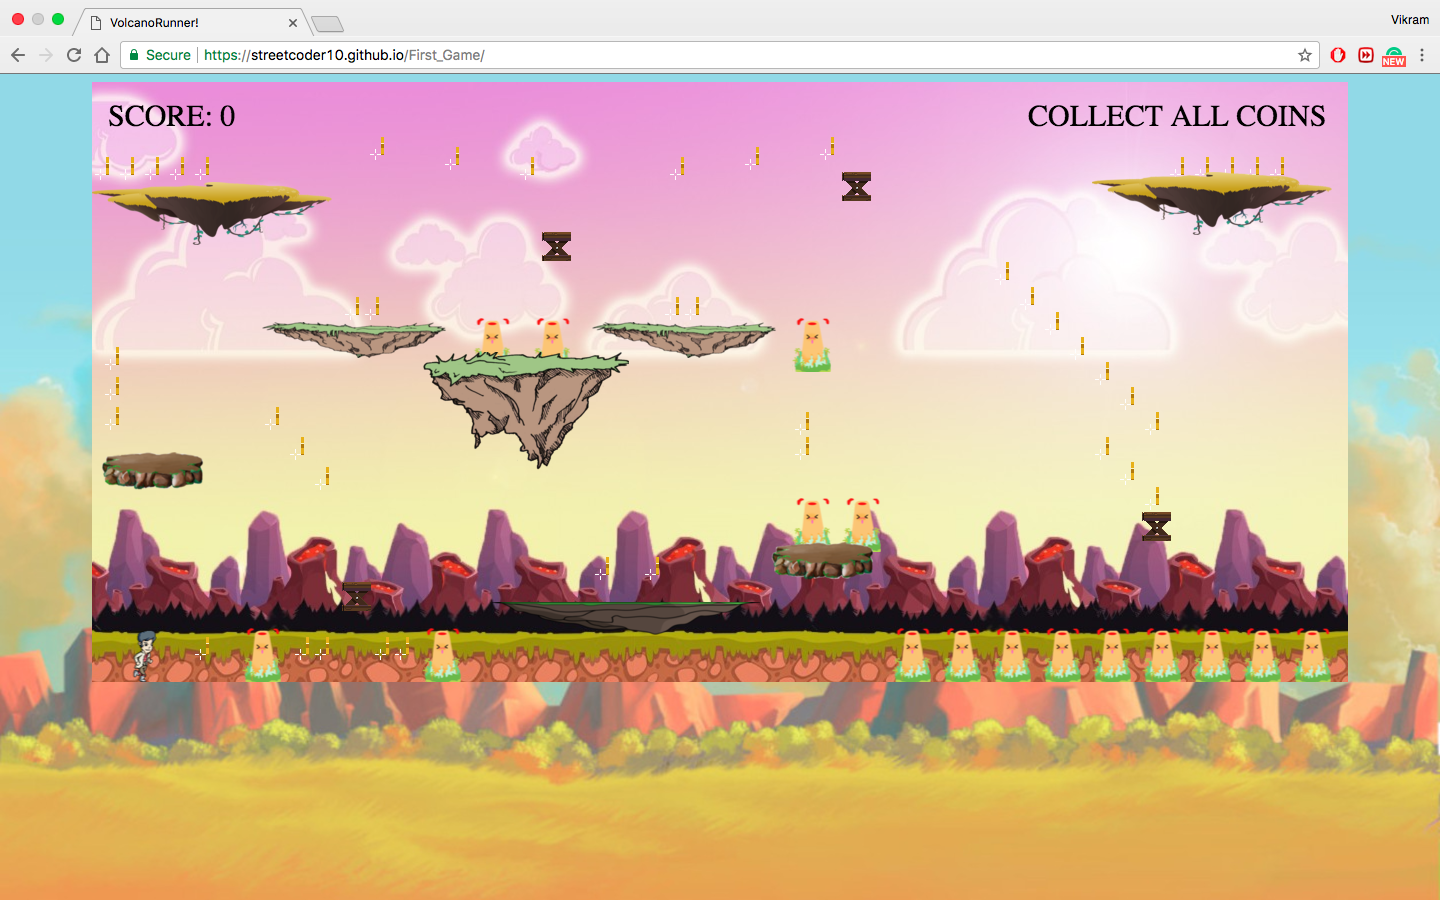 VolcanoRunner!
Vikram
Secure
https://streetcoder10.github.io/First_Game/
NEW
SCORE: 0
COLLECT ALL COINS